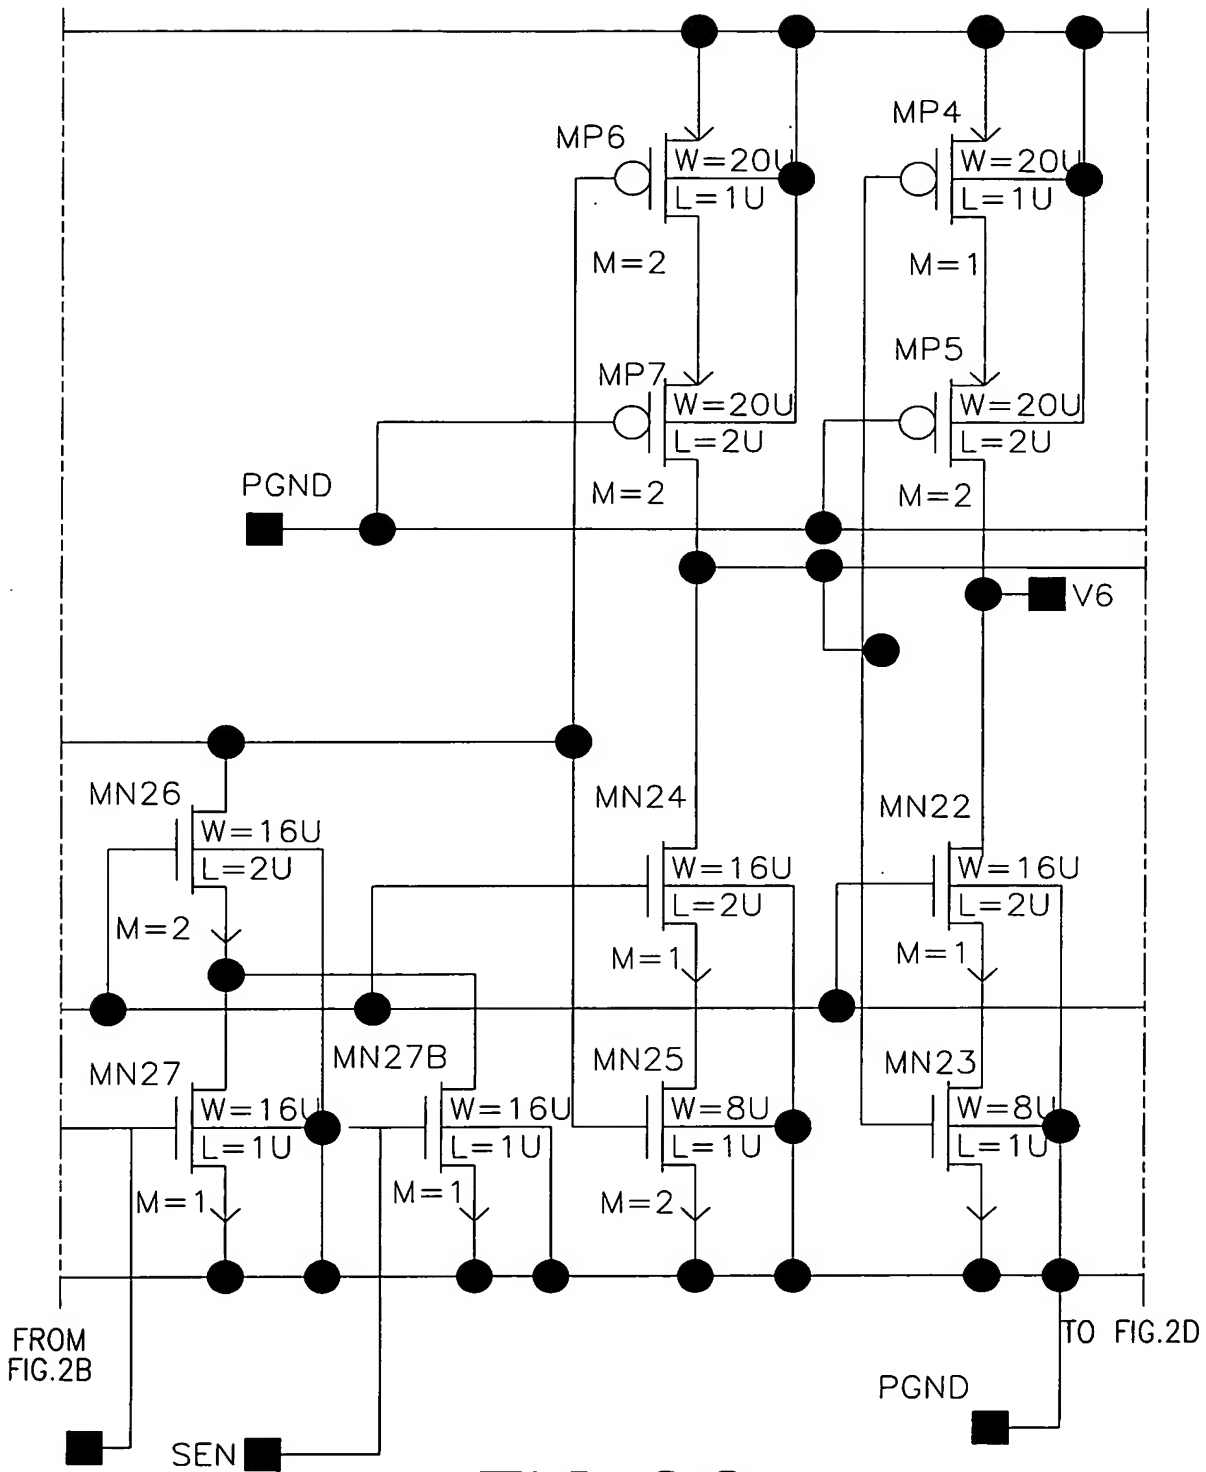 MP6
W=20U
L=1U
M=2
MP4
W=20U
L=1U
M=1
MP7
W=20U
L=2U
M=2
MP5
W=20U
L=2U
M=2
PGND
V6
MN26
W=16U
L=2U
M=2
MN24
W=16U
L=2U
M=1
MN22
W=16U
L=2U
M=1
MN27
W=16U
L=1U
M=1
MN27B
W=16U
L=1U
M=1
MN25
W=8U
L=1U
M=2
MN23
W=8U
L=1U
FROM
FIG.2B
TO FIG.2D
PGND
SEN